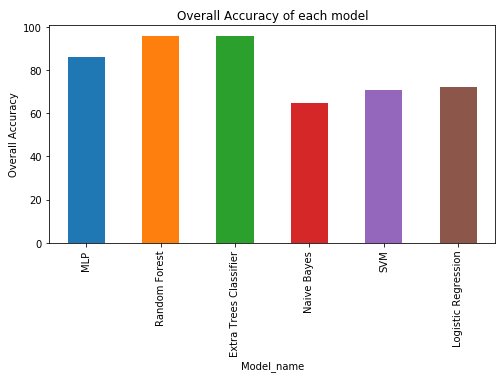 Overall Accuracy of each model
Overall Accuracy
100
80
60
40
20
0
MLP
Random Forest
Extra Trees Classifier
Naive Bayes
SVM
Logistic Regression
Model_name